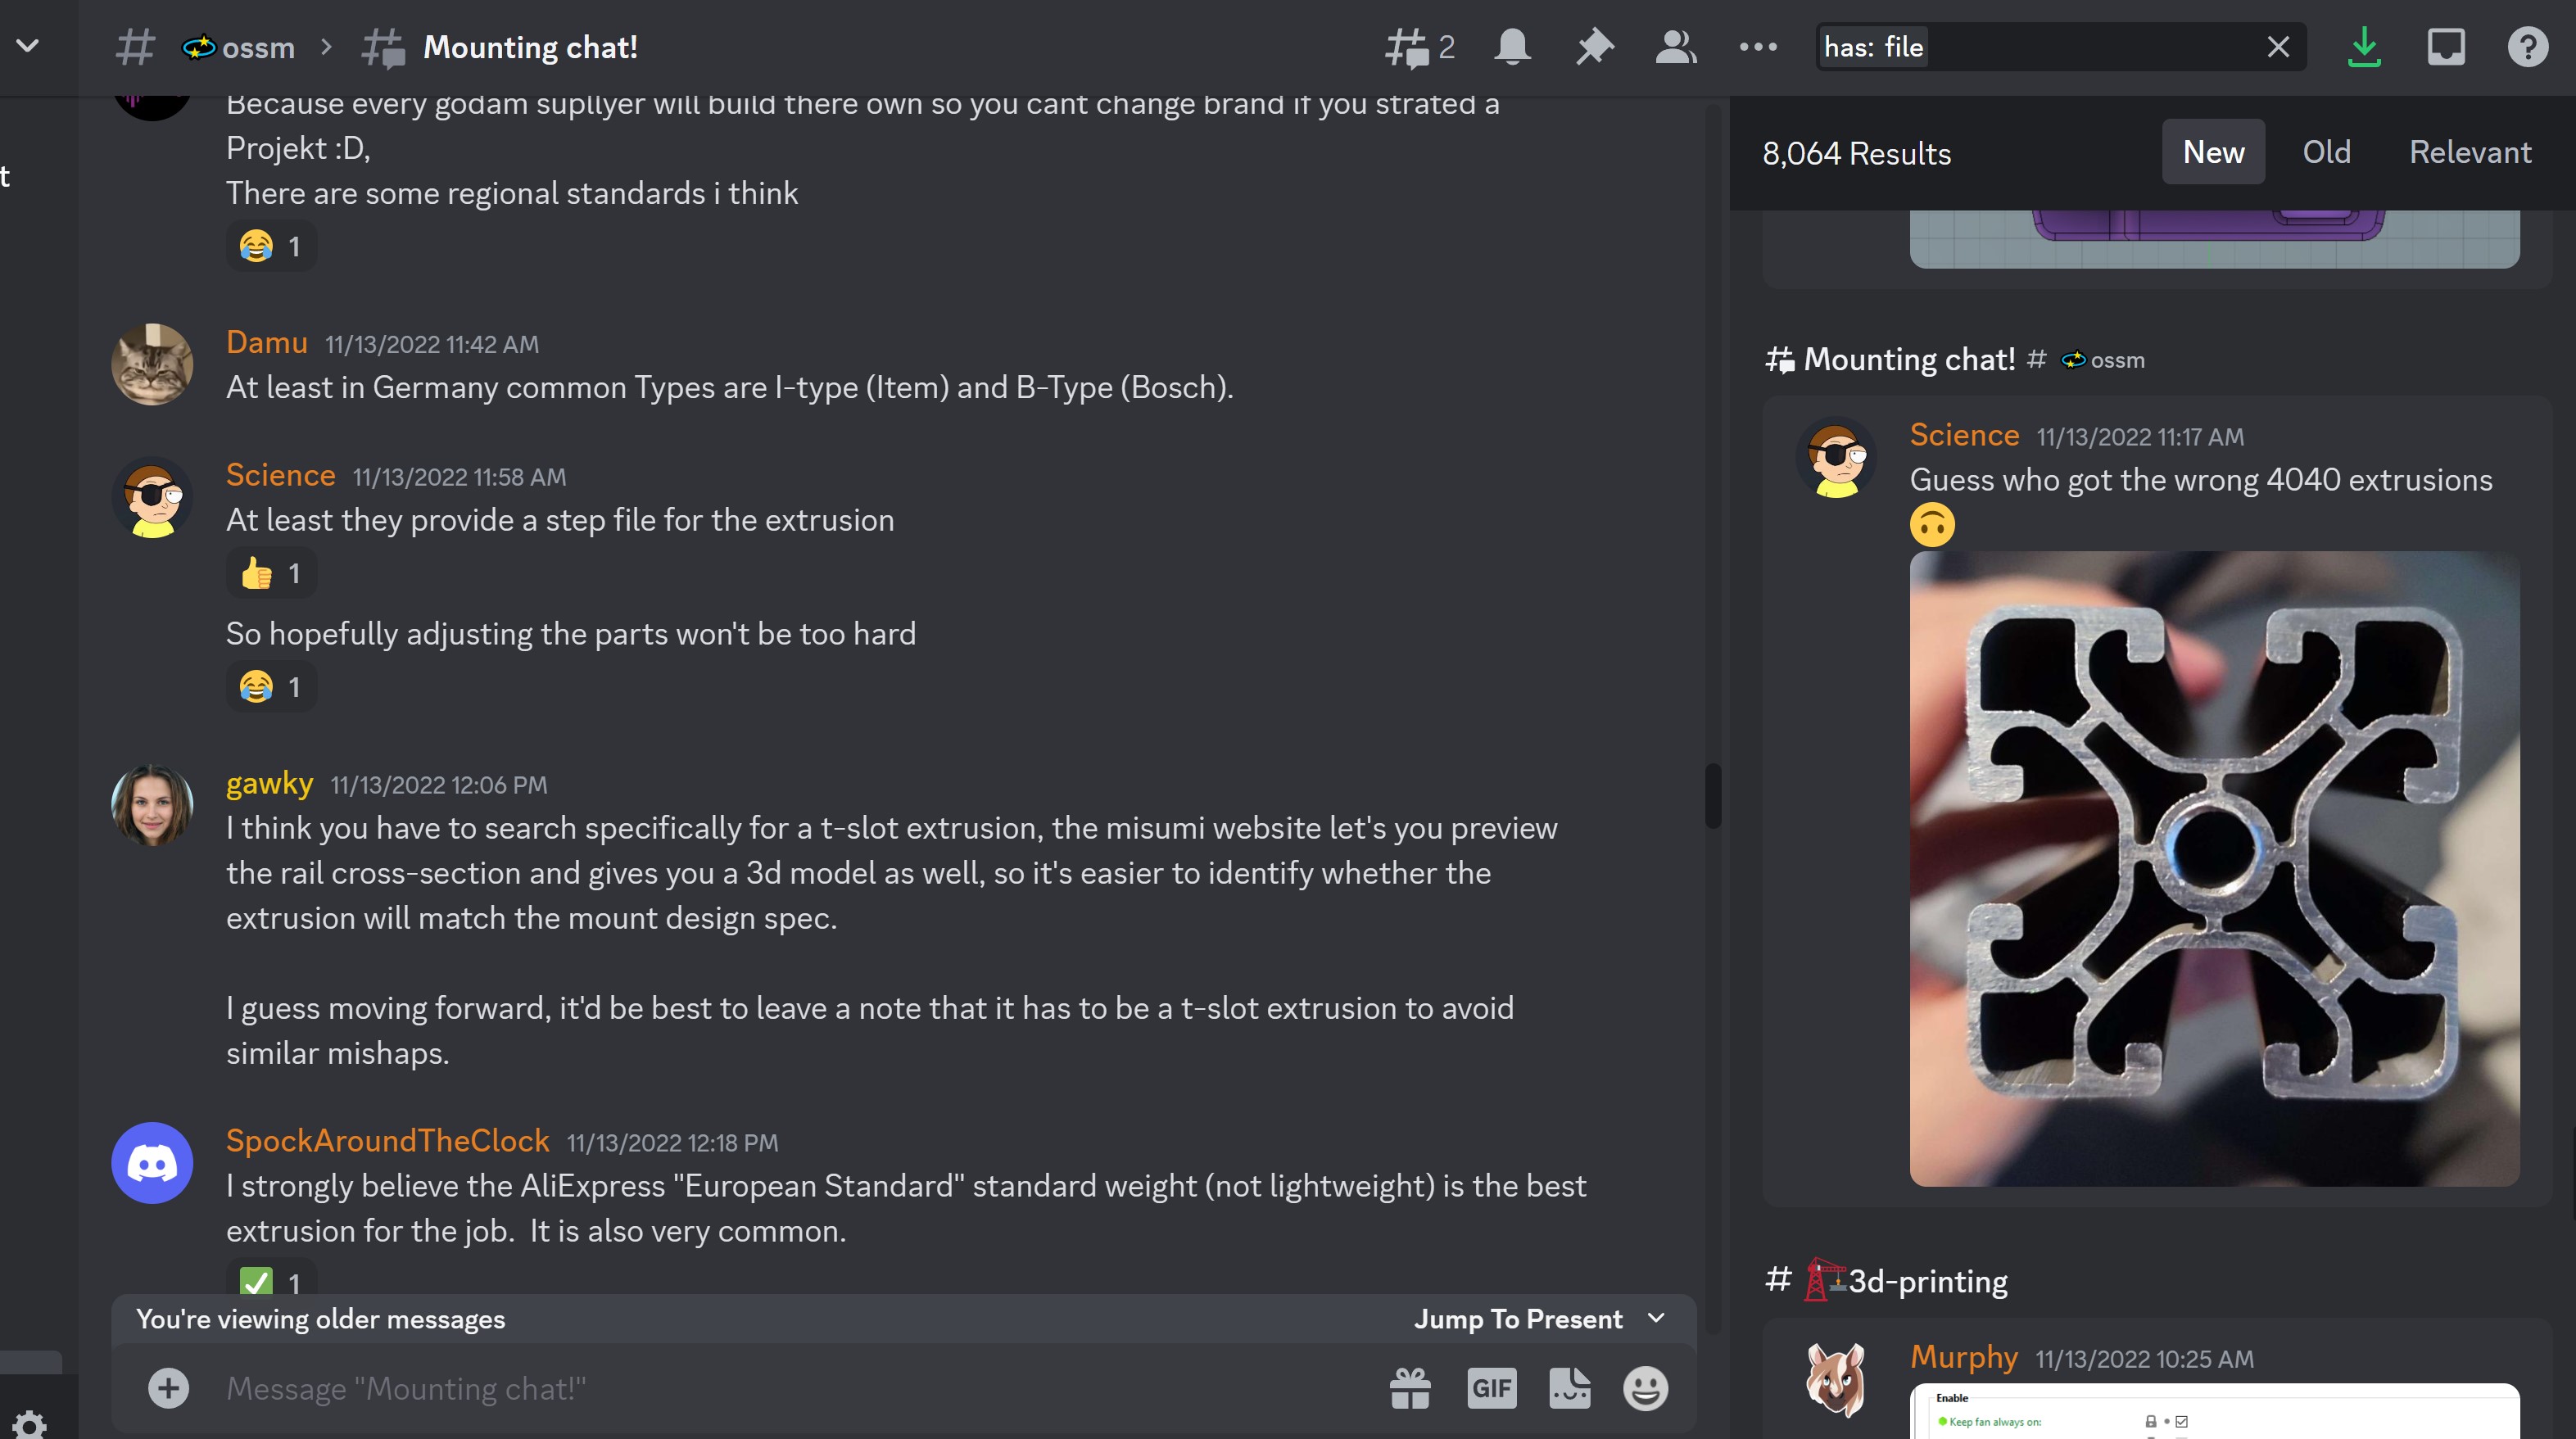 ossm > Mounting chat!
2
has: file
t
Because every godam supllyer will build there own so you cant change brand if you strated a
Projekt :D,
There are some regional standards i think
😂 1
Damu 11/13/2022 11:42 AM
At least in Germany common Types are I-type (Item) and B-Type (Bosch).
Science 11/13/2022 11:58 AM
At least they provide a step file for the extrusion
👍 1
So hopefully adjusting the parts won't be too hard
😂 1
gawky 11/13/2022 12:06 PM
I think you have to search specifically for a t-slot extrusion, the misumi website let's you preview
the rail cross-section and gives you a 3d model as well, so it's easier to identify whether the
extrusion will match the mount design spec.
I guess moving forward, it'd be best to leave a note that it has to be a t-slot extrusion to avoid
similar mishaps.
SpockAroundTheClock 11/13/2022 12:18 PM
I strongly believe the AliExpress "European Standard" standard weight (not lightweight) is the best
extrusion for the job.  It is also very common.
✅ 1
You're viewing older messages
Jump To Present
Message "Mounting chat!"
GIF
8,064 Results
New
Old
Relevant
Mounting chat! # ossm
Science 11/13/2022 11:17 AM
Guess who got the wrong 4040 extrusions
🙃
# 3d-printing
Murphy 11/13/2022 10:25 AM
Enable
Keep fan always on: